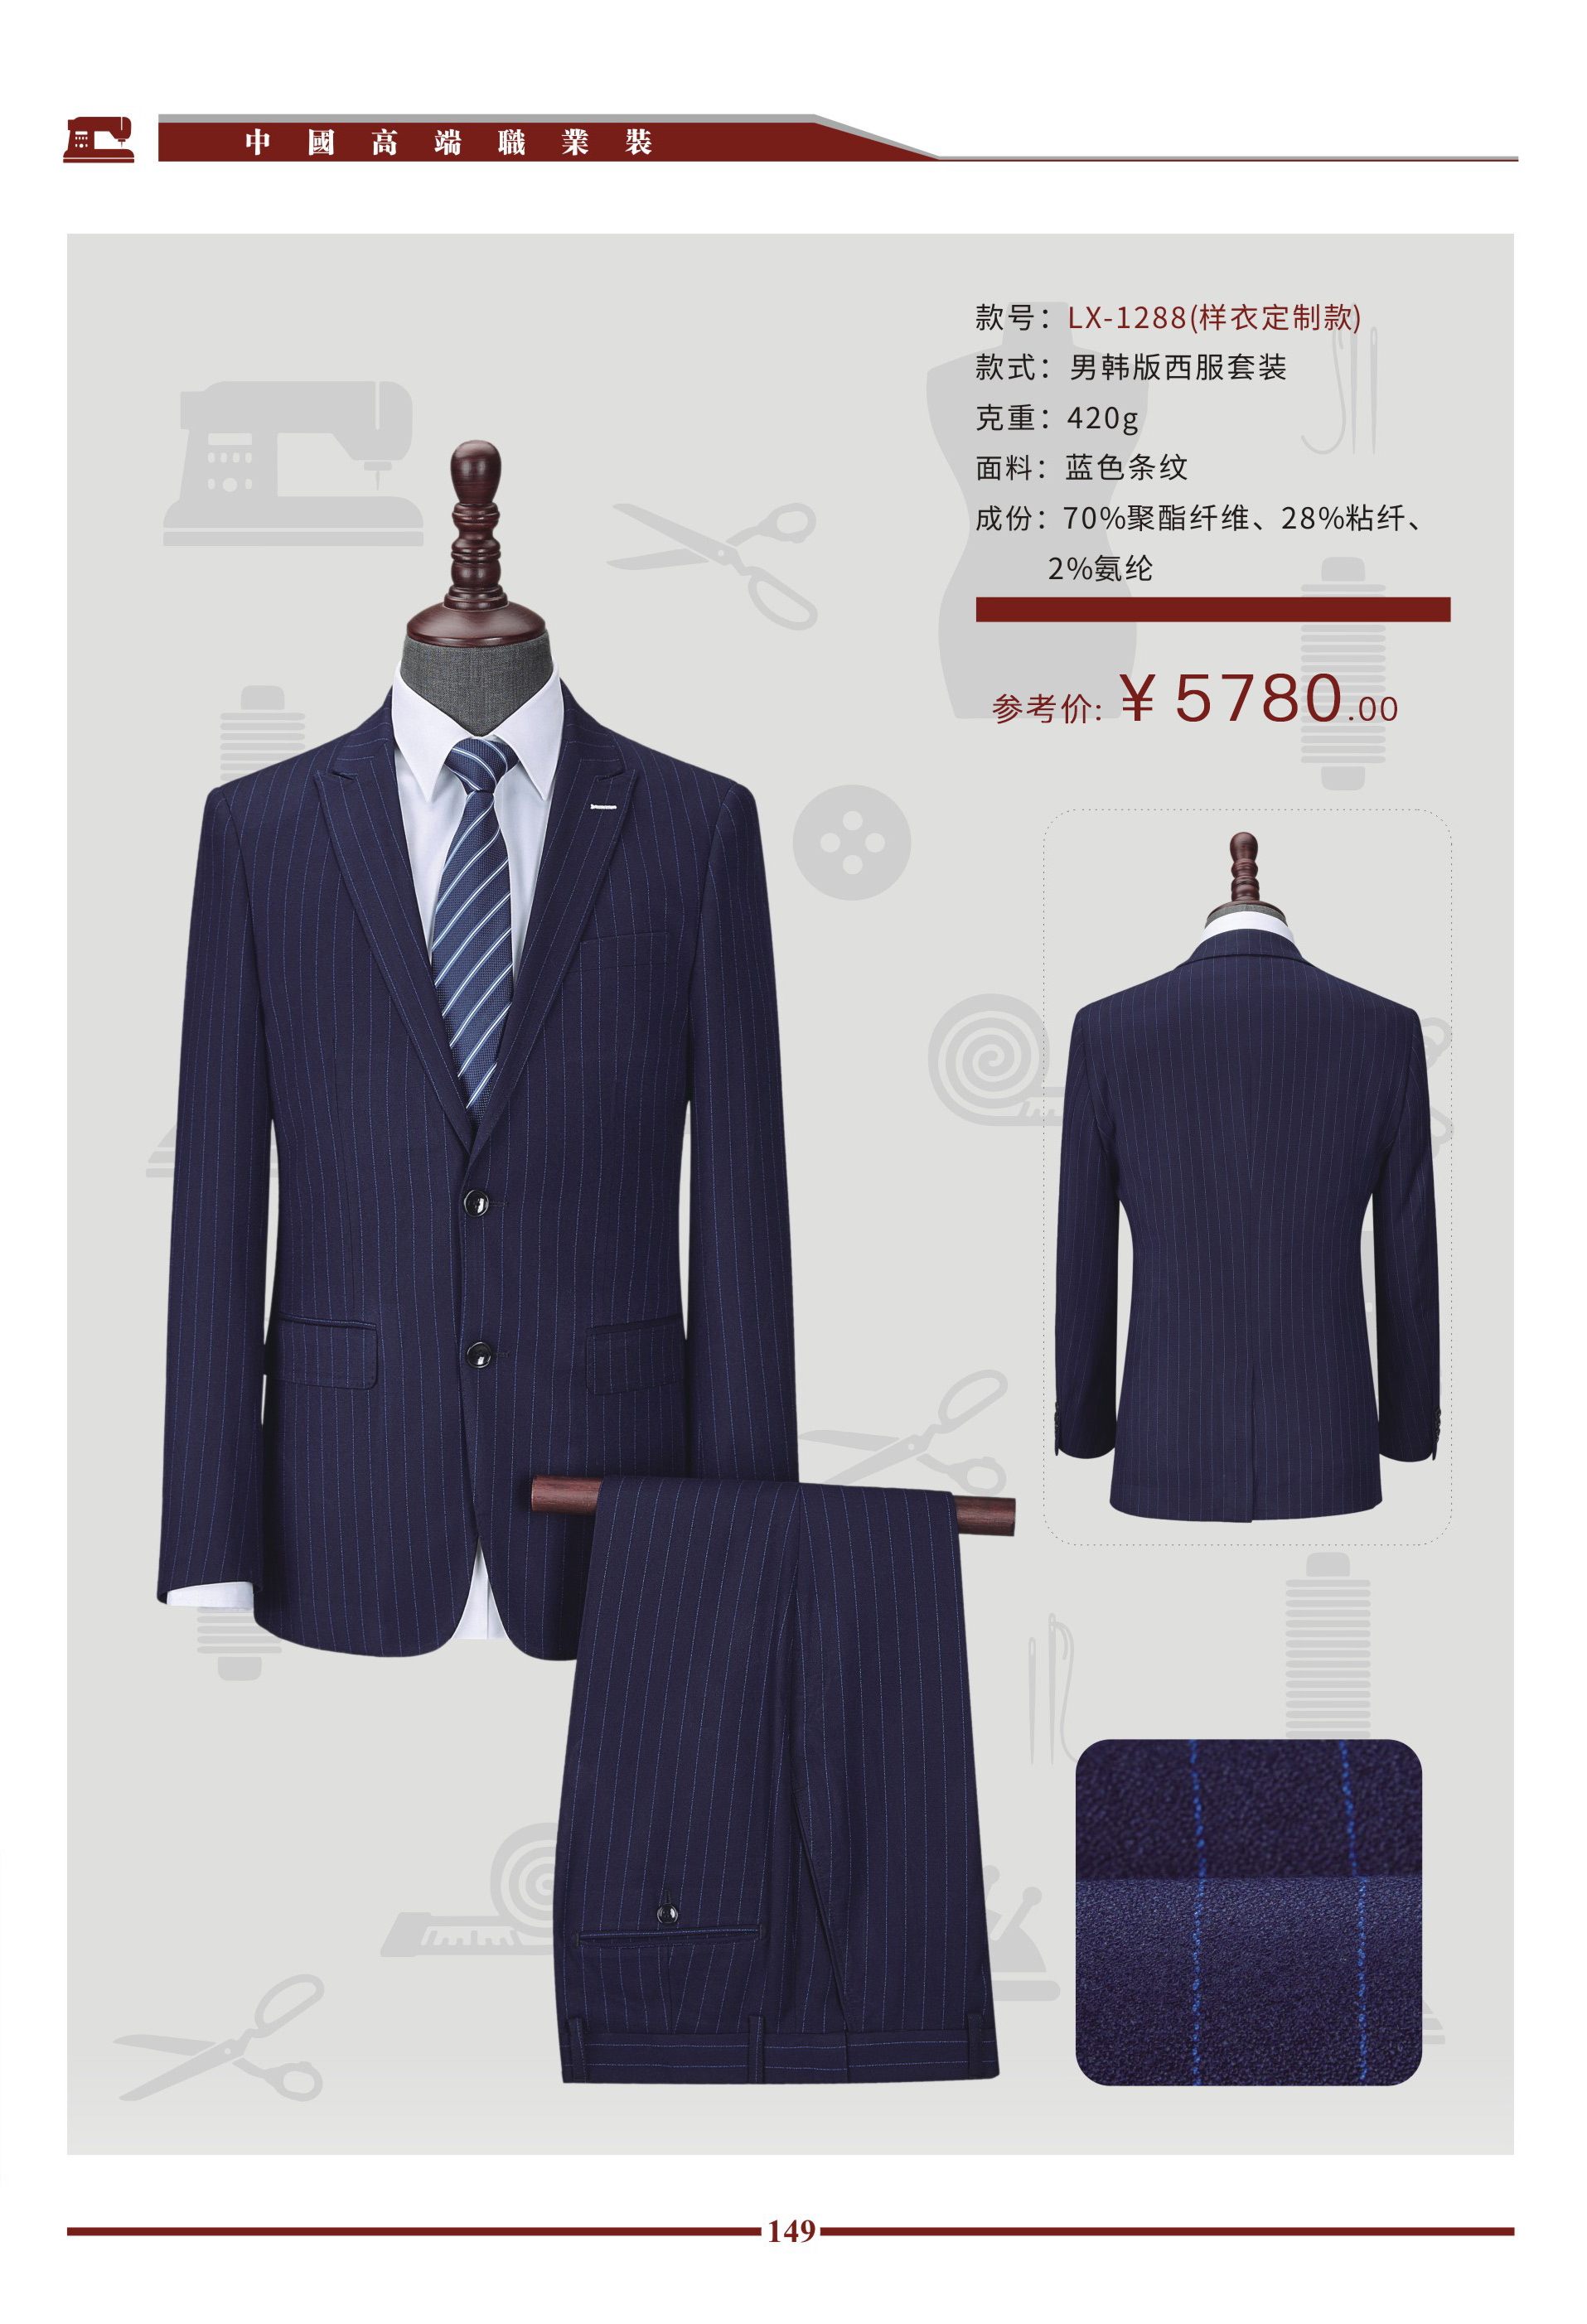 中國高端職業裝
款号：LX-1288(样衣定制款)
款式：男韩版西服套装
克重：420g
面料：蓝色条纹
成份：70%聚酯纤维、28%粘纤、
2%氨纶
参考价:￥5780.00
149